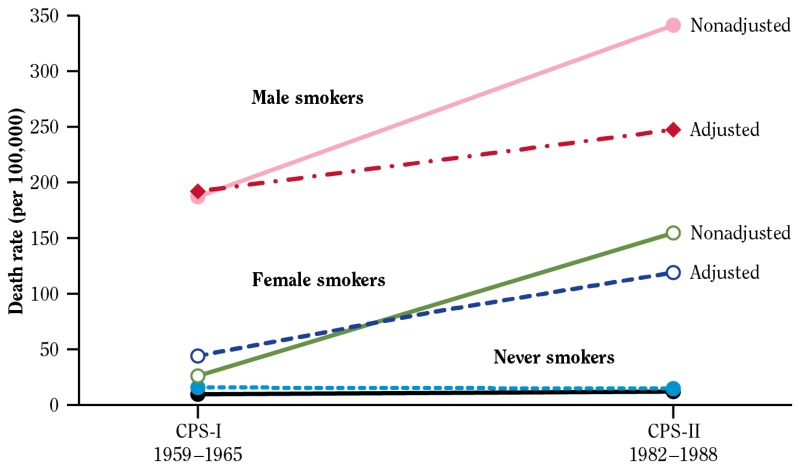 Death rate (per 100,000)
350
300
250
200
150
100
50
0
Male smokers
Female smokers
Never smokers
Nonadjusted
Adjusted
Nonadjusted
Adjusted
CPS-I
1959–1965
CPS-II
1982–1988